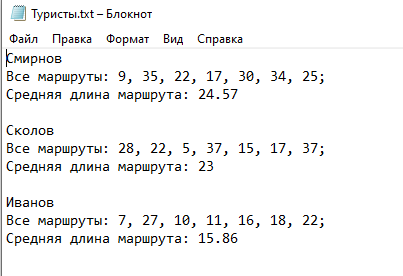 Туристы.txt – Блокнот
Файл Правка Формат Вид Справка
Смирнов
Все маршруты: 9, 35, 22, 17, 30, 34, 25;
Средняя длина маршрута: 24.57
Сколов
Все маршруты: 28, 22, 5, 37, 15, 17, 37;
Средняя длина маршрута: 23
Иванов
Все маршруты: 7, 27, 10, 11, 16, 18, 22;
Средняя длина маршрута: 15.86